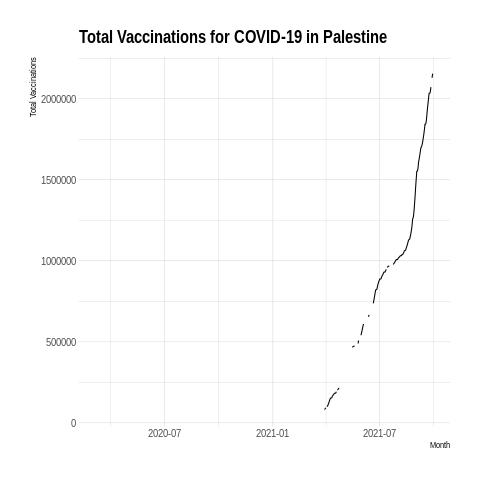 Total Vaccinations for COVID-19 in Palestine
Total Vaccinations
2000000
1500000
1000000
500000
0
2020-07 2021-01 2021-07
Month